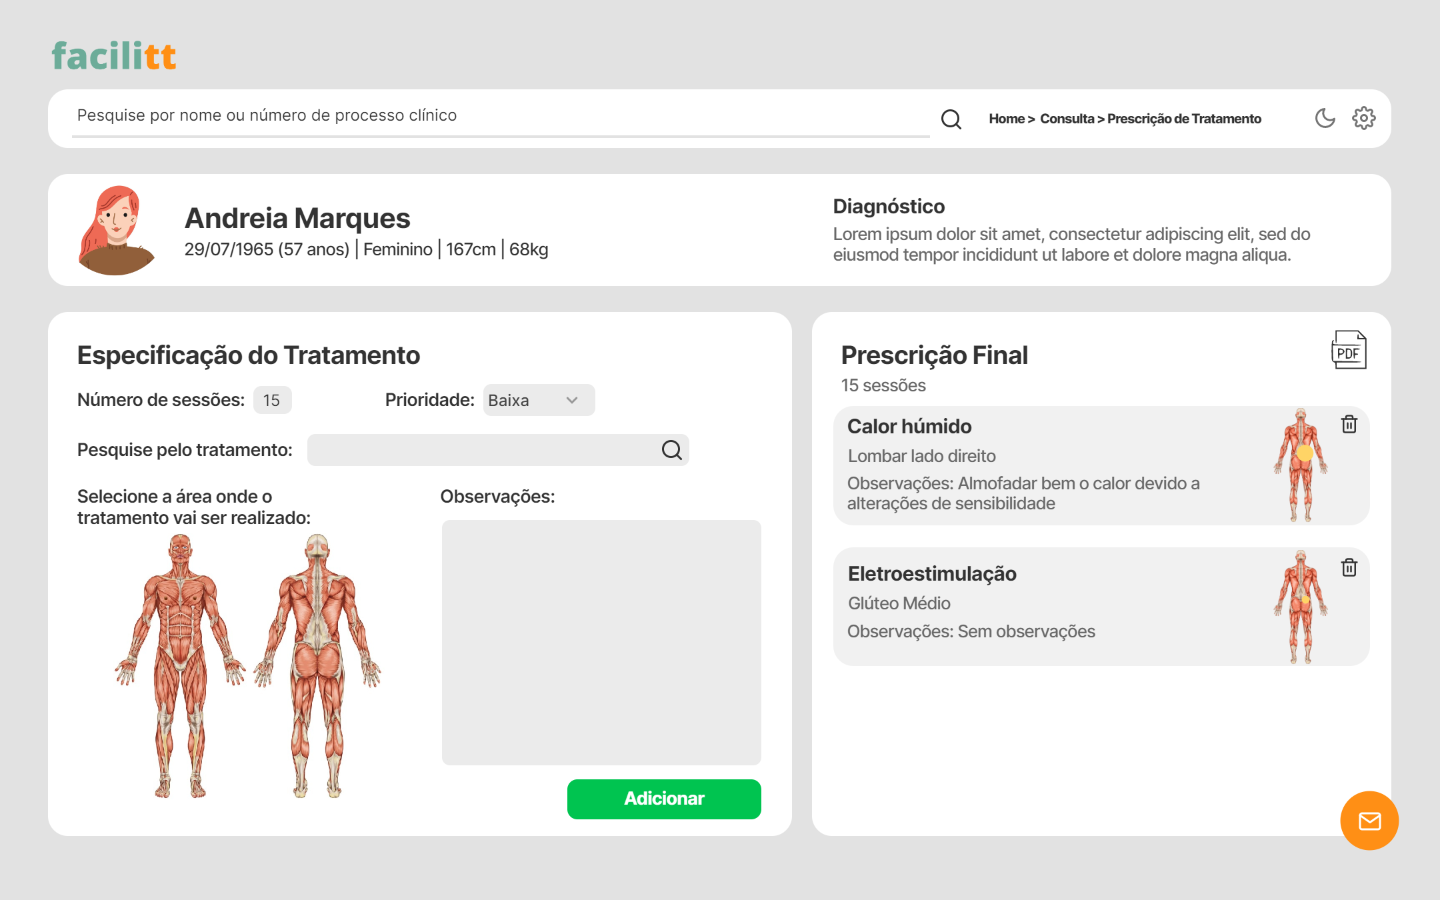 facilitt
Pesquise por nome ou número de processo clínico
Home > Consulta > Prescrição de Tratamento
Andreia Marques
29/07/1965 (57 anos) | Feminino | 167cm | 68kg
Diagnóstico
Lorem ipsum dolor sit amet, consectetur adipiscing elit, sed do
eiusmod tempor incididunt ut labore et dolore magna aliqua.
Especificação do Tratamento
Número de sessões: 15
Prioridade: Baixa
Pesquise pelo tratamento:
Selecione a área onde o
tratamento vai ser realizado:
Observações:
Adicionar
Prescrição Final
PDF
15 sessões
Calor húmido
Lombar lado direito
Observações: Almofadar bem o calor devido a
alterações de sensibilidade
Eletroestimulação
Glúteo Médio
Observações: Sem observações